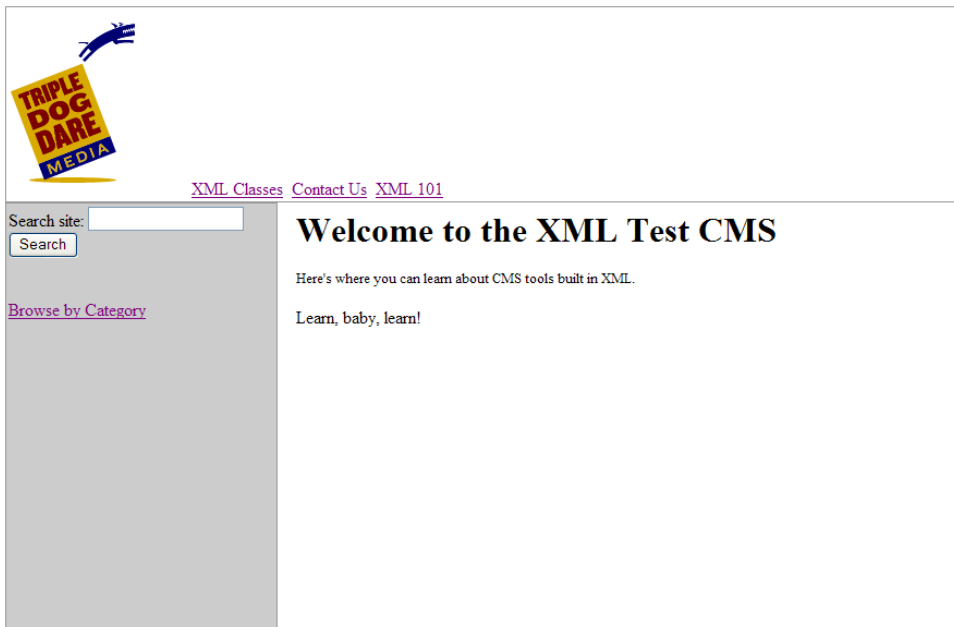 TRIPLE
DOG
DARE
MEDIA
XML Classes Contact Us XML 101
Search site:
Search
Browse by Category
Welcome to the XML Test CMS
Here's where you can learn about CMS tools built in XML.
Learn, baby, learn!